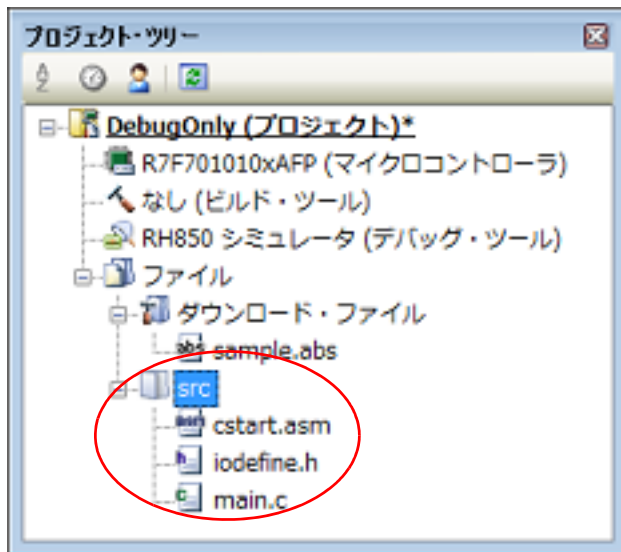 プロジェクト・ツリー
DebugOnly (プロジェクト)*
R7F701010xAFP (マイクロコントローラ)
なし (ビルド・ツール)
RH850 シミュレータ (デバッグ・ツール)
ファイル
ダウンロード・ファイル
sample.abs
src
cstart.asm
iodefine.h
main.c